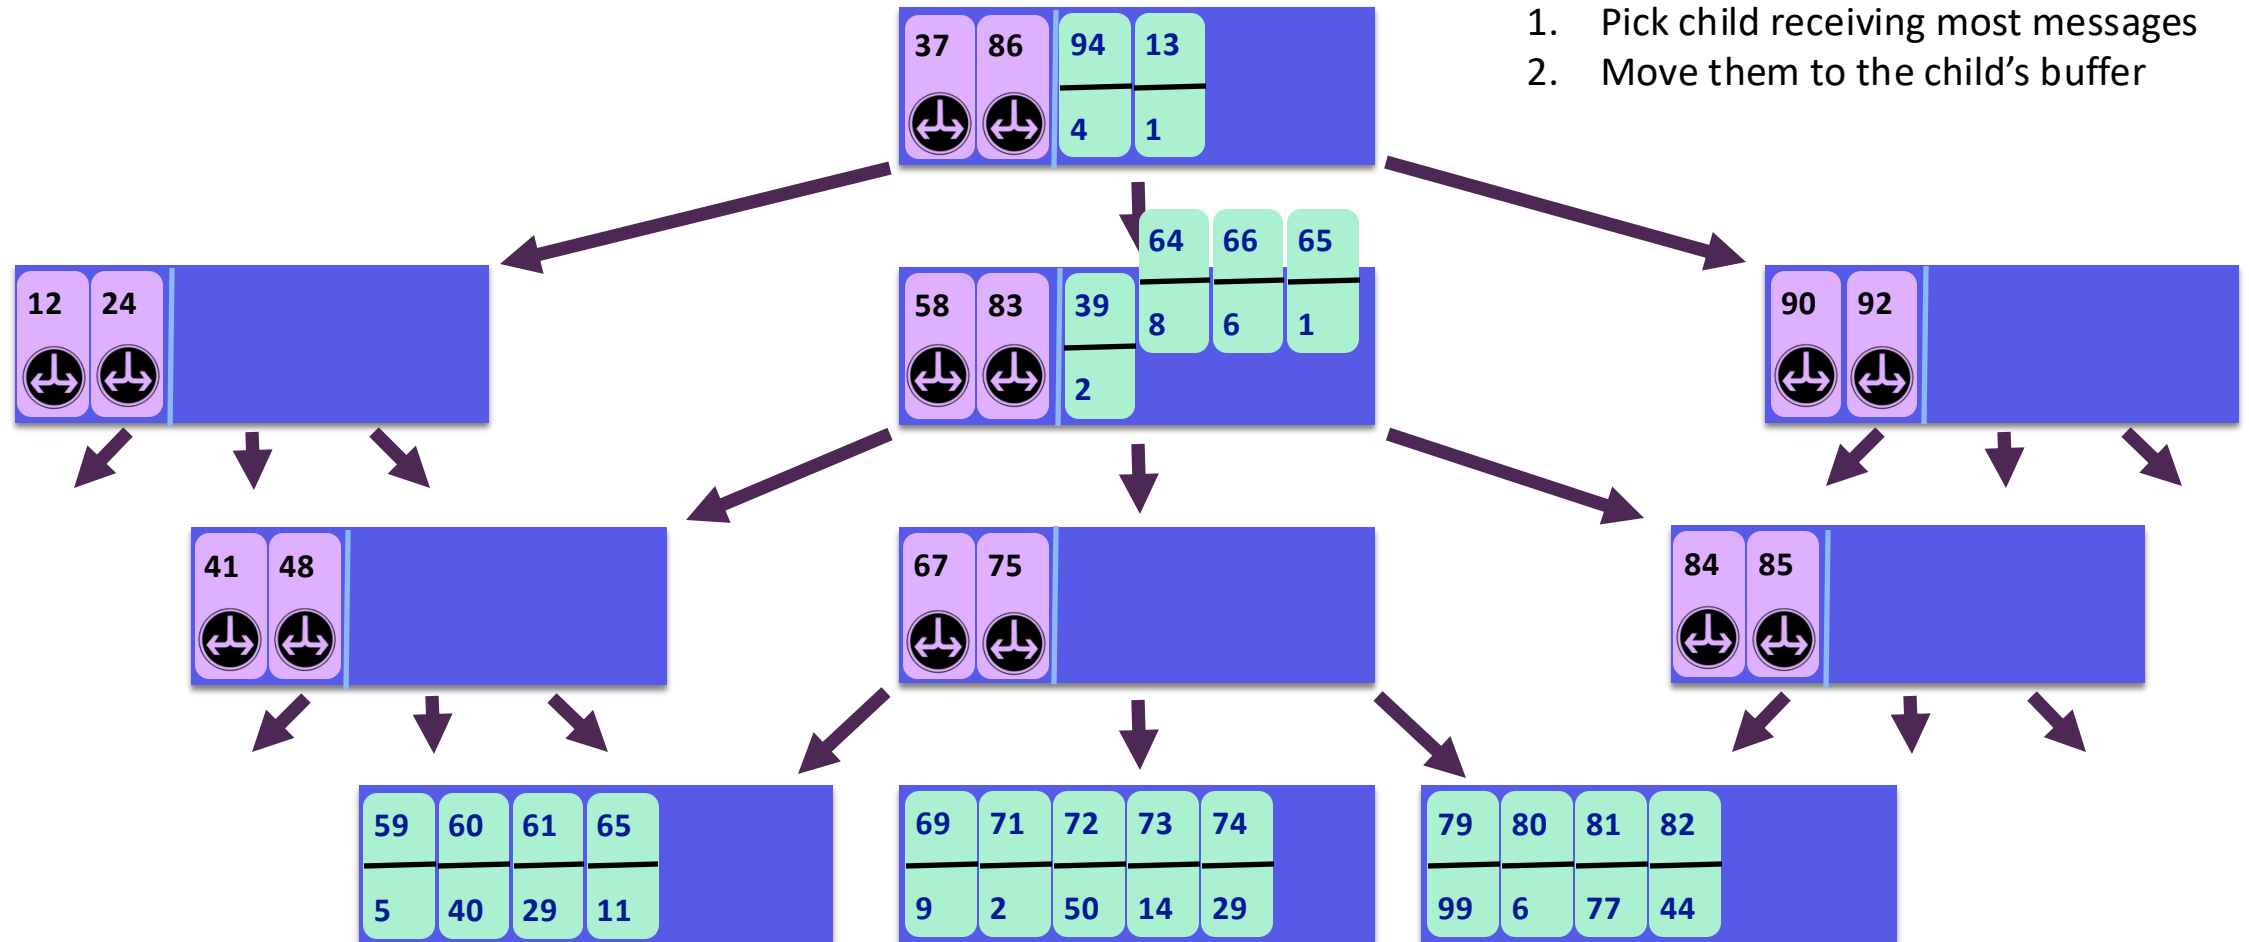 1. Pick child receiving most messages
2. Move them to the child's buffer
37 86 94 13
4 1
64 66 65
8 6 1
12 24
58 83 39
2
90 92
41 48
67 75
84 85
59 60 61 65
5 40 29 11
69 71 72 73 74
9 2 50 14 29
79 80 81 82
99 6 77 44